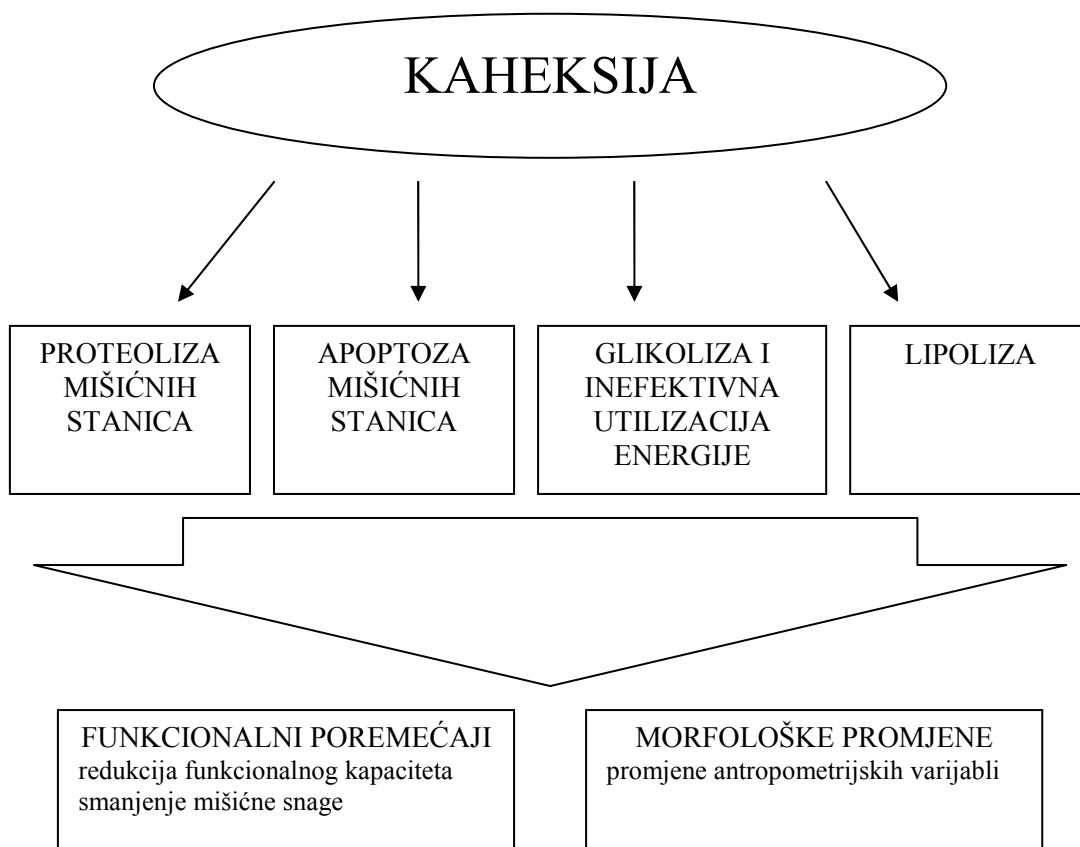 KAHEKSIJA
PROTEOLIZA
MIŠIĆNIH
STANICA
APOPTOZA
MIŠIĆNIH
STANICA
GLIKOLIZA I
INEFEKTIVNA
UTILIZACIJA
ENERGIJE
LIPOLIZA
FUNKCIONALNI POREMEĆAJI
redukcija funkcionalnog kapaciteta
smanjenje mišićne snage
MORFOLOŠKE PROMJENE
promjene antropometrijskih varijabli